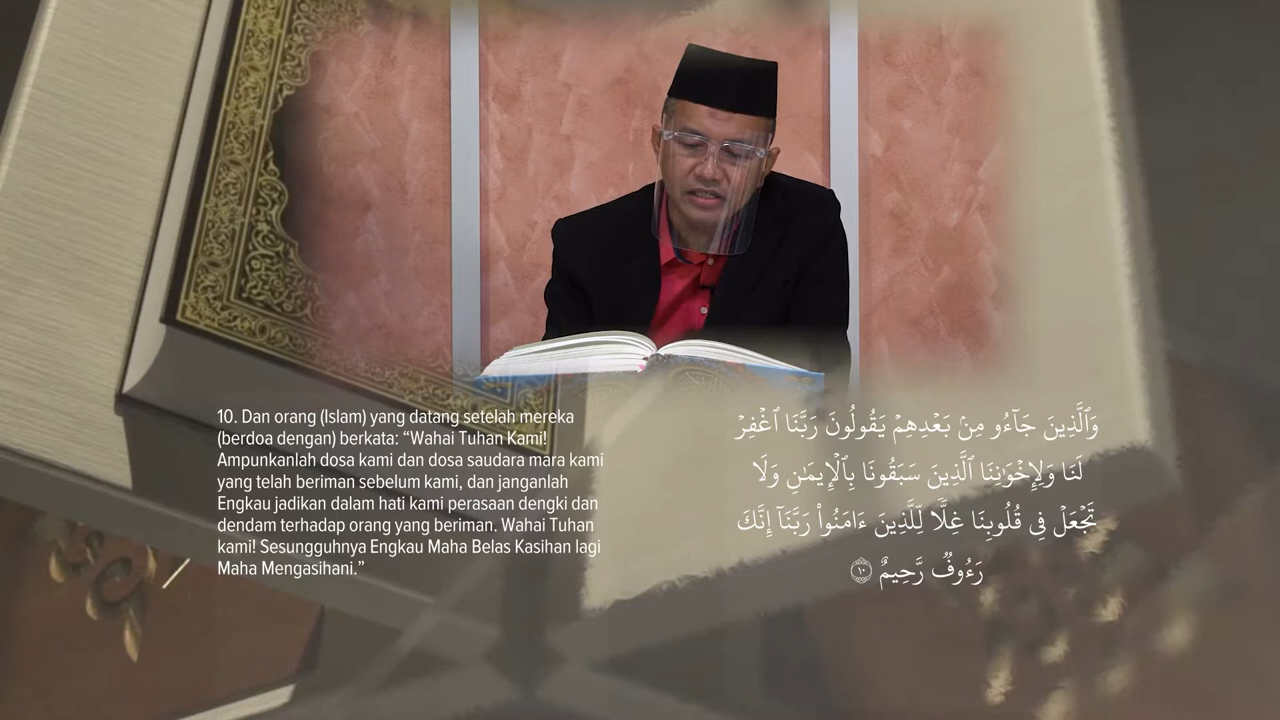 10. Dan orang (Islam) yang datang setelah mereka
(berdoa dengan) berkata: “Wahai Tuhan Kami!
Ampunkanlah dosa kami dan dosa saudara mara kami
yang telah beriman sebelum kami, dan janganlah
Engkau jadikan dalam hati kami perasaan dengki dan
dendam terhadap orang yang beriman. Wahai Tuhan
kami! Sesungguhnya Engkau Maha Belas Kasihan lagi
Maha Mengasihani.”
وَٱلَّذِينَ جَآءُو مِنۢ بَعْدِهِمْ يَقُولُونَ رَبَّنَا ٱغْفِرْ
لَنَا وَلِإِخْوَٰنِنَا ٱلَّذِينَ سَبَقُونَا بِٱلْإِيمَٰنِ وَلَا
تَجْعَلْ فِى قُلُوبِنَا غِلًّا لِّلَّذِينَ ءَامَنُوا۟ رَبَّنَآ إِنَّكَ
رَءُوفٌ رَّحِيمٌ ١٠